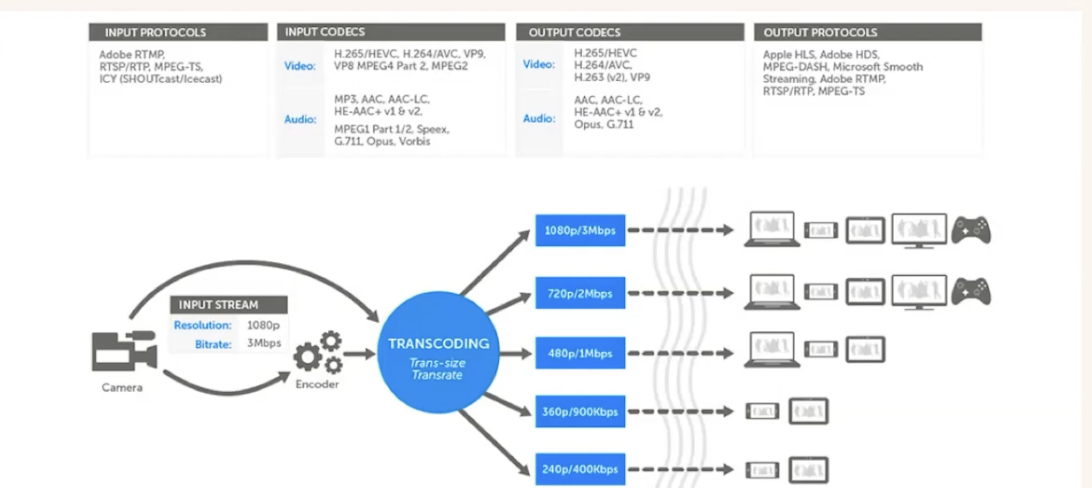 INPUT PROTOCOLS
Adobe RTMP,
RTSP/RTP, MPEG-TS,
ICY (SHOUTcast/Icecast)
INPUT CODECS
Video:
H.265/HEVC, H.264/AVC, VP9,
VP8 MPEG4 Part 2, MPEG2
Audio:
MP3, AAC, AAC-LC,
HE-AAC+ v1 & v2,
MPEG1 Part 1/2, Speex,
G.711, Opus, Vorbis
OUTPUT CODECS
Video:
H.265/HEVC
H.264/AVC,
H.263 (v2), VP9
Audio:
AAC, AAC-LC,
HE-AAC+ v1 & v2,
Opus, G.711
OUTPUT PROTOCOLS
Apple HLS, Adobe HDS,
MPEG-DASH, Microsoft Smooth
Streaming, Adobe RTMP,
RTSP/RTP, MPEG-TS
INPUT STREAM
Resolution: 1080p
Bitrate: 3Mbps
Camera
Encoder
TRANSCODING
Trans-size
Transrate
1080p/3Mbps
720p/2Mbps
480p/1Mbps
360p/900Kbps
240p/400Kbps